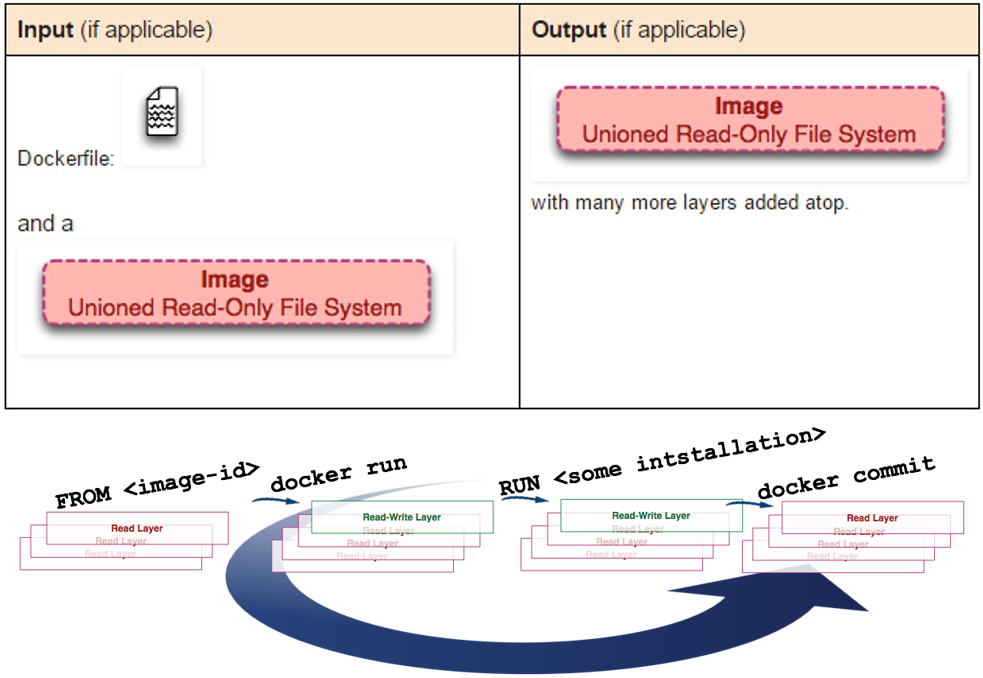 Input (if applicable)
Output (if applicable)
Dockerfile:
and a
Image
Unioned Read-Only File System
Image
Unioned Read-Only File System
with many more layers added atop.
FROM <image-id>
docker run
RUN <some intstallation>
docker commit
Read Layer
Read Layer
Read Layer
Read-Write Layer
Read Layer
Read Layer
Read Layer
Read-Write Layer
Read Layer
Read Layer
Read Layer
Read Layer
Read Layer
Read Layer
Read Layer